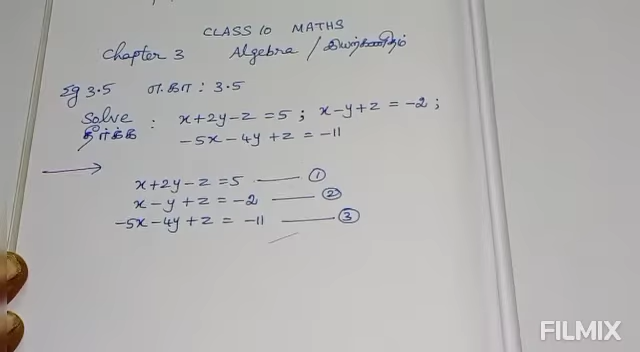 CLASS 10 MATHS
Chapter 3 Algebra / இயற்கணிதம்
Eg 3.5 எ.கா : 3.5
Solve : x+2y-z=5 ; x-y+z=-2 ;
தீர்க்க -5x-4y+z=-11
x+2y-z=5 — ①
x-y+z=-2 — ②
-5x-4y+z=-11 — ③
FILMIX